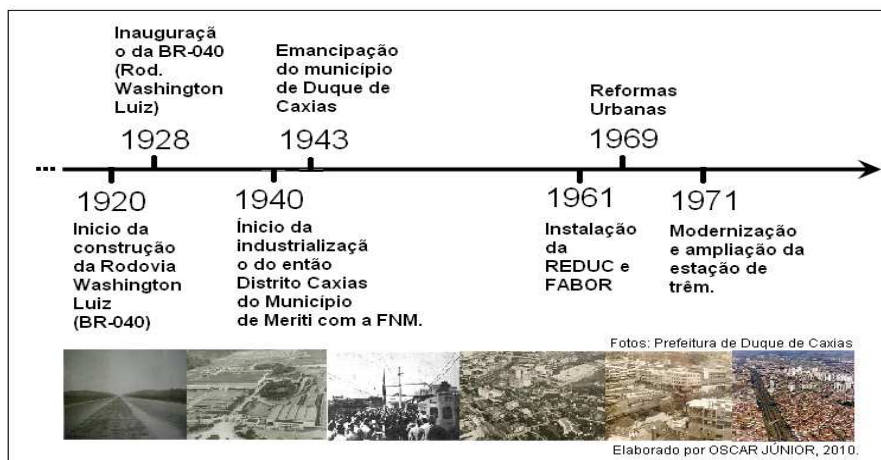 Inauguraçã
o da BR-040
(Rod.
Washington
Luiz)
1928
Emancipação
do município
de Duque de
Caxias
1943
Reformas
Urbanas
1969
...
1920
Inicio da
construção
da Rodovia
Washington
Luiz
(BR-040)
1940
Ínicio da
industrializaçã
o do então
Distrito Caxias
do Município
de Meriti com a FNM.
1961
Instalação
da
REDUC e
FABOR
1971
Modernização
e ampliação da
estação de
trêm.
Fotos: Prefeitura de Duque de Caxias
Elaborado por OSCAR JÚNIOR, 2010.